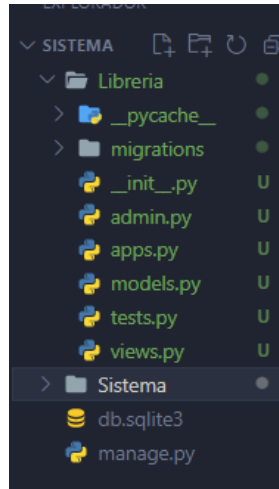 EXPLORADOR
SISTEMA
Libreria
__pycache__
migrations
__init__.py U
admin.py U
apps.py U
models.py U
tests.py U
views.py U
Sistema
db.sqlite3
manage.py